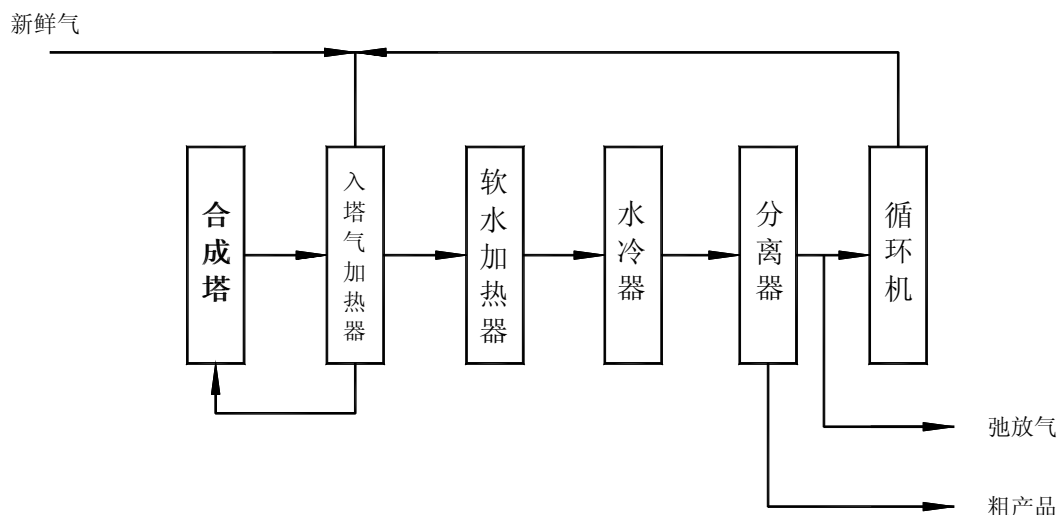 新鲜气
合成塔
入塔气加热器
软水加热器
水冷器
分离器
循环机
弛放气
粗产品